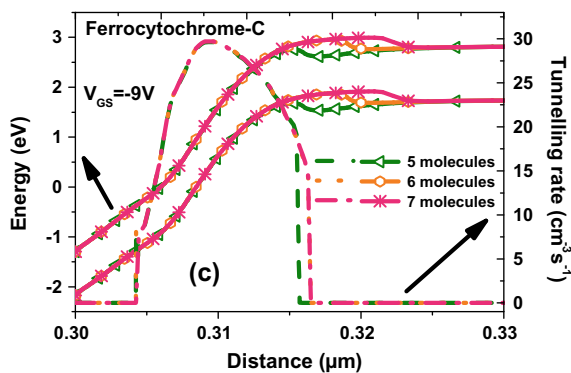 Ferrocytochrome-C
V_GS=-9V
(c)
5 molecules
6 molecules
7 molecules
Energy (eV)
3
2
1
0
-1
-2
Tunnelling rate (cm⁻³s⁻¹)
30
25
20
15
10
5
0
0.30 0.31 0.32 0.33
Distance (µm)